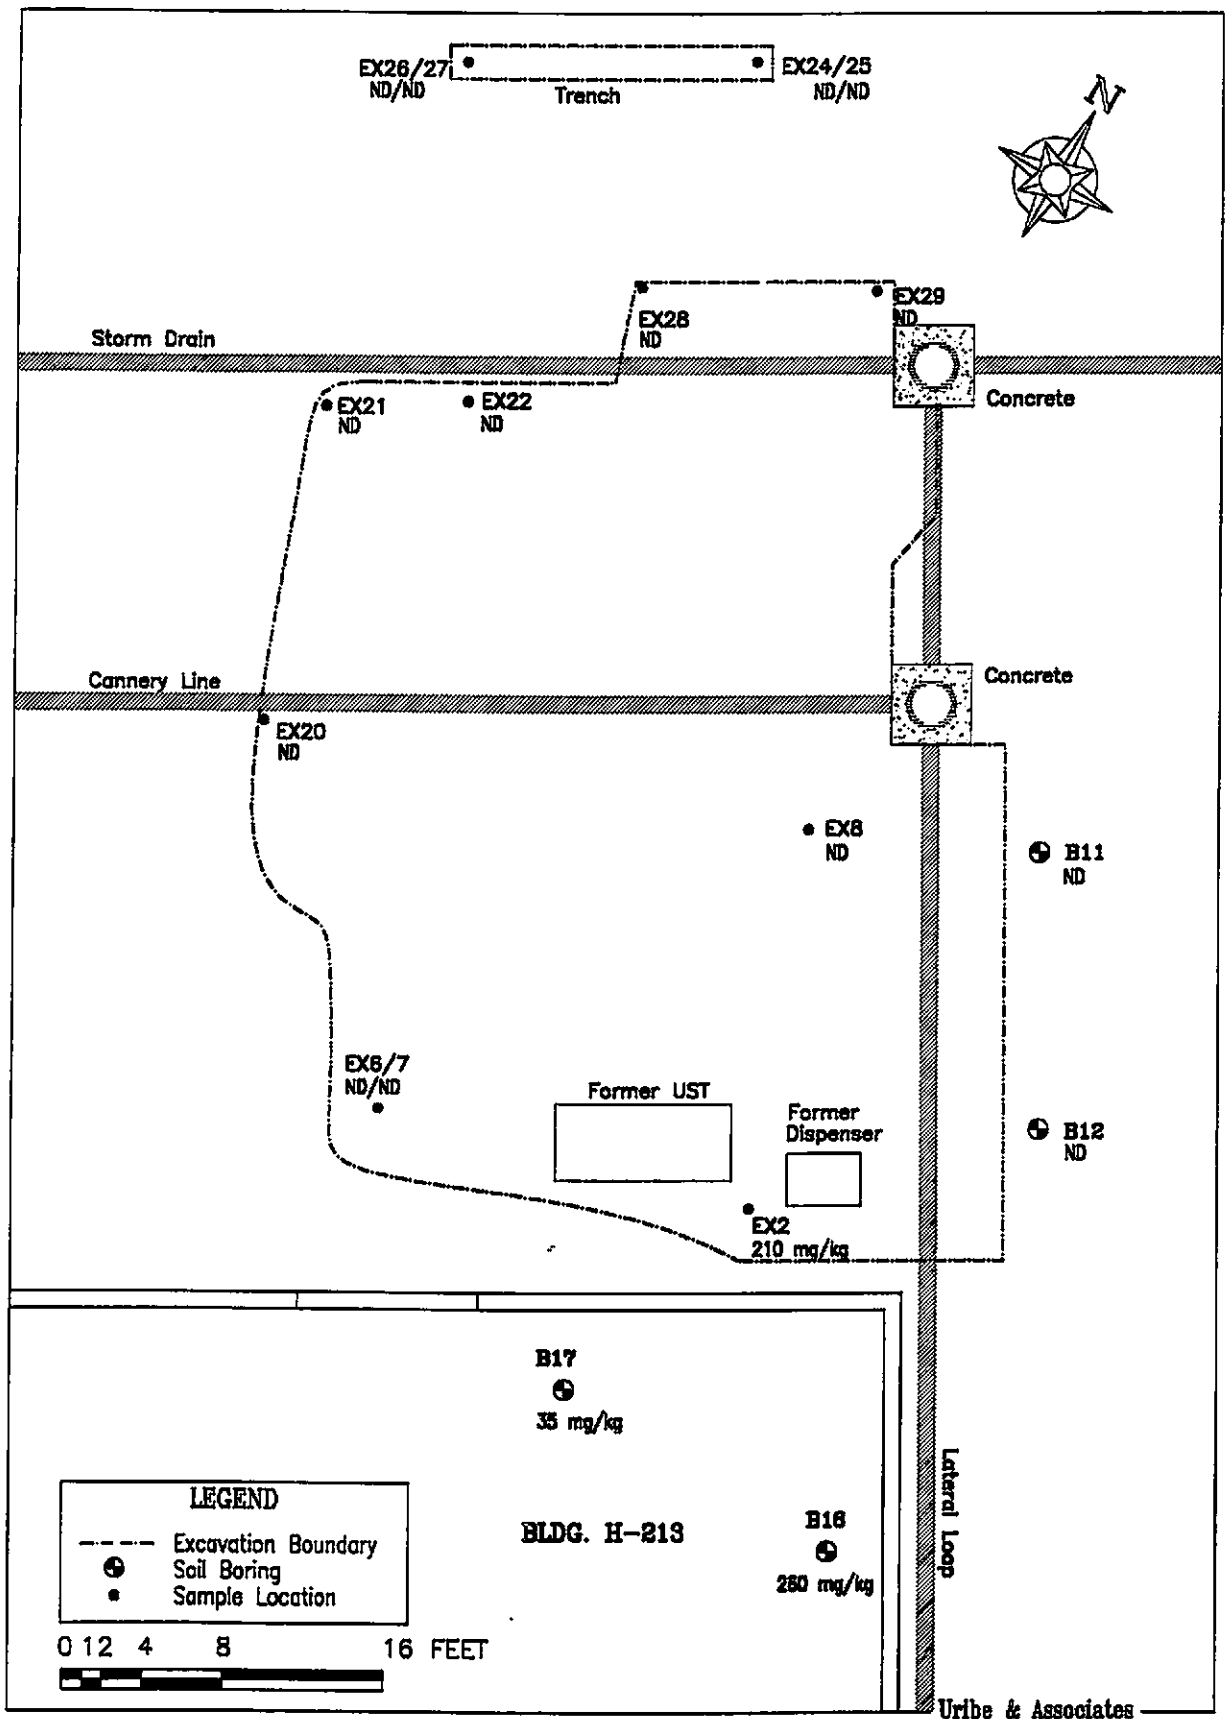 EX26/27
ND/ND
Trench
EX24/25
ND/ND
N
EX28
ND
EX29
ND
Storm Drain
EX21
ND
EX22
ND
Concrete
Cannery Line
Concrete
EX20
ND
EX8
ND
B11
ND
EX6/7
ND/ND
Former UST
Former
Dispenser
B12
ND
EX2
210 mg/kg
B17
35 mg/kg
BLDG. H-213
B16
260 mg/kg
Lateral Loop
LEGEND
Excavation Boundary
Soil Boring
Sample Location
0 1 2 4 8 16 FEET
Uribe & Associates